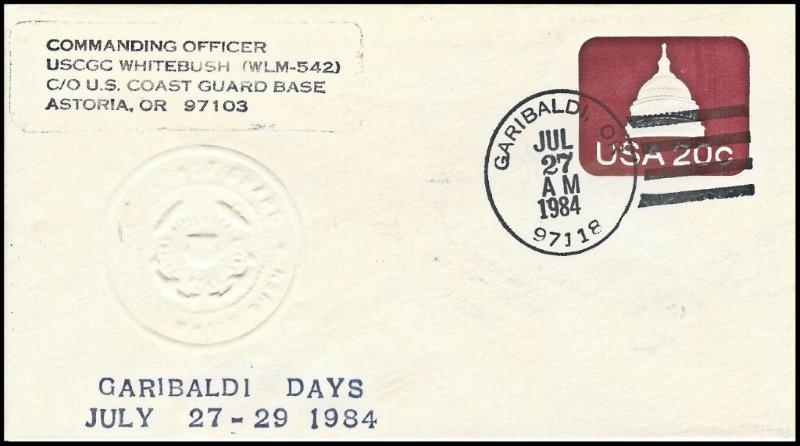 COMMANDING OFFICER
USCGC WHITEBUSH (WLM-542)
C/O U.S. COAST GUARD BASE
ASTORIA, OR 97103
GARIBALDI, O
JUL
27
AM
1984
97118
USA 20c
GARIBALDI DAYS
JULY 27-29 1984